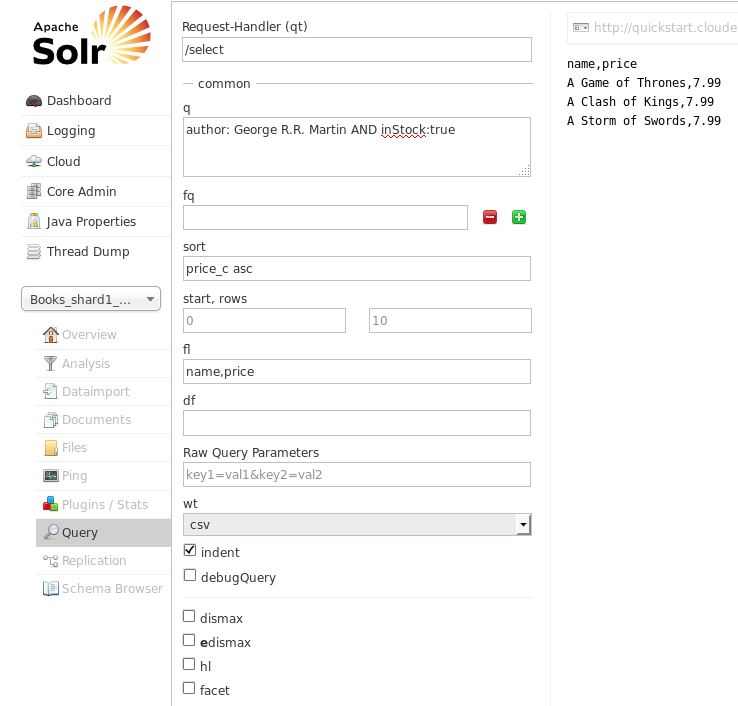 Apache
Solr
Dashboard
Logging
Cloud
Core Admin
Java Properties
Thread Dump
Books_shard1_...
Overview
Analysis
Dataimport
Documents
Files
Ping
Plugins / Stats
Query
Replication
Schema Browser
Request-Handler (qt)
/select
common
q
author: George R.R. Martin AND inStock:true
fq
sort
price_c asc
start, rows
0 10
fl
name,price
df
Raw Query Parameters
key1=val1&key2=val2
wt
csv
indent
debugQuery
dismax
edismax
hl
facet
http://quickstart.cloude
name,price
A Game of Thrones,7.99
A Clash of Kings,7.99
A Storm of Swords,7.99